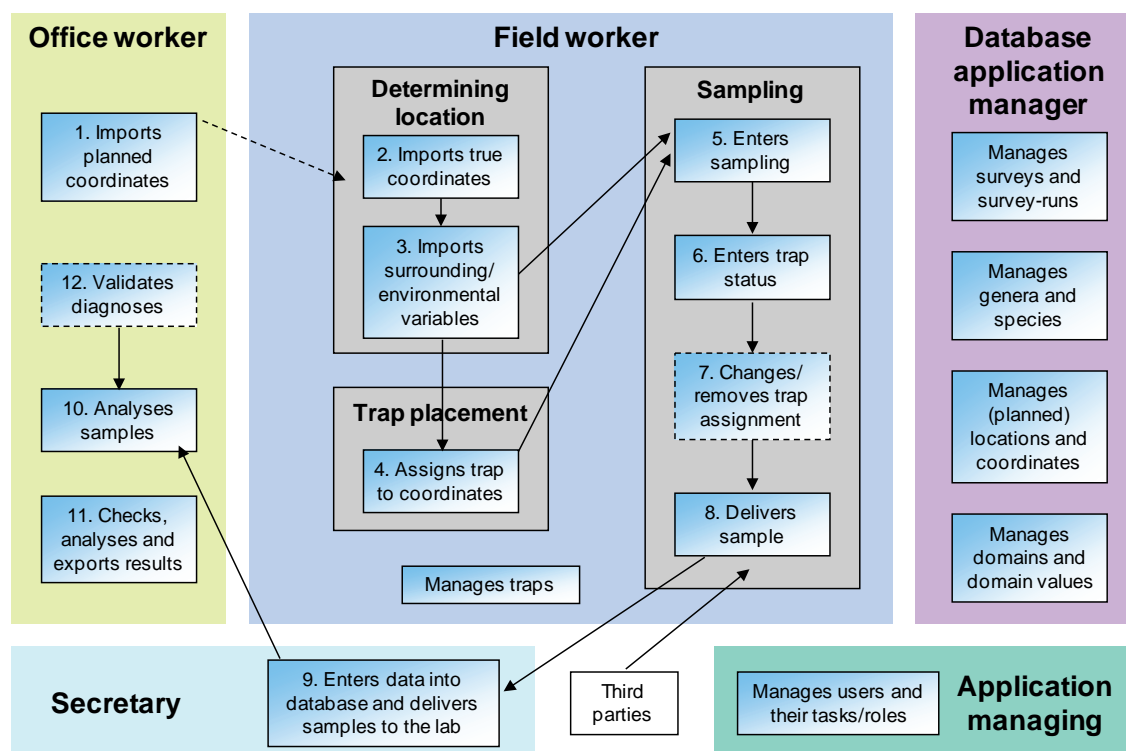 Office worker
1. Imports
planned
coordinates
12. Validates
diagnoses
10. Analyses
samples
11. Checks,
analyses and
exports results
Field worker
Determining
location
2. Imports true
coordinates
3. Imports
surrounding/
environmental
variables
Trap placement
4. Assigns trap
to coordinates
Manages traps
Sampling
5. Enters
sampling
6. Enters trap
status
7. Changes/
removes trap
assignment
8. Delivers
sample
Database
application
manager
Manages
surveys and
survey-runs
Manages
genera and
species
Manages
(planned)
locations and
coordinates
Manages
domains and
domain values
Secretary
9. Enters data into
database and delivers
samples to the lab
Third
parties
Manages users and
their tasks/roles
Application
managing